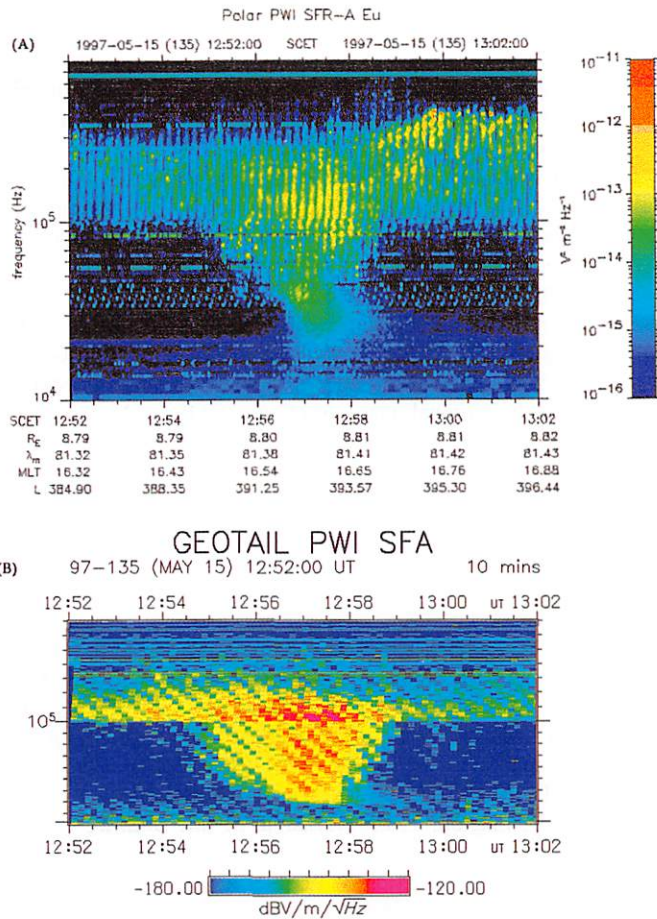 Polar PWI SFR-A Eu
(A) 1997-05-15 (135) 12:52:00 SCET 1997-05-15 (135) 13:02:00
frequency (Hz)
10⁵
10⁴
10⁻¹¹
10⁻¹²
10⁻¹³
10⁻¹⁴
10⁻¹⁵
10⁻¹⁶
V² m⁻² Hz⁻¹
SCET 12:52 12:54 12:56 12:58 13:00 13:02
R_E 8.79 8.79 8.80 8.81 8.81 8.82
λ_m 81.32 81.35 81.38 81.41 81.42 81.43
MLT 16.32 16.43 16.54 16.65 16.76 16.88
L 384.90 388.35 391.25 393.57 395.30 396.44
GEOTAIL PWI SFA
(B) 97-135 (MAY 15) 12:52:00 UT 10 mins
12:52 12:54 12:56 12:58 13:00 UT 13:02
10⁵
12:52 12:54 12:56 12:58 13:00 UT 13:02
-180.00 -120.00
dBV/m/√Hz